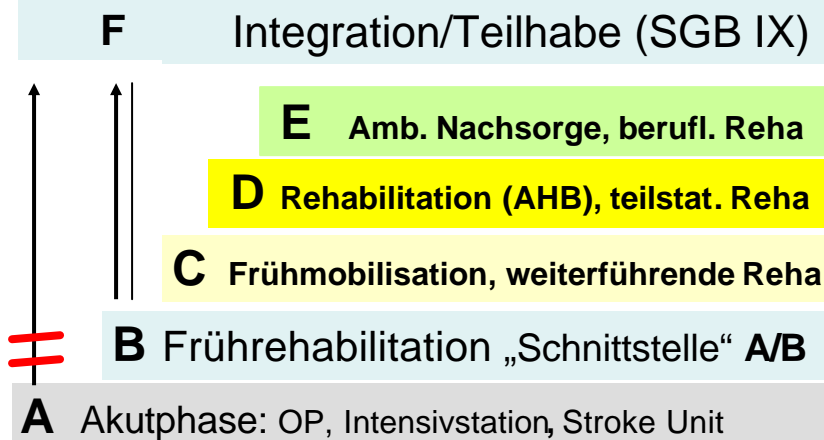 F Integration/Teilhabe (SGB IX)
E Amb. Nachsorge, berufl. Reha
D Rehabilitation (AHB), teilstat. Reha
C Frühmobilisation, weiterführende Reha
B Frührehabilitation „Schnittstelle“ A/B
A Akutphase: OP, Intensivstation, Stroke Unit